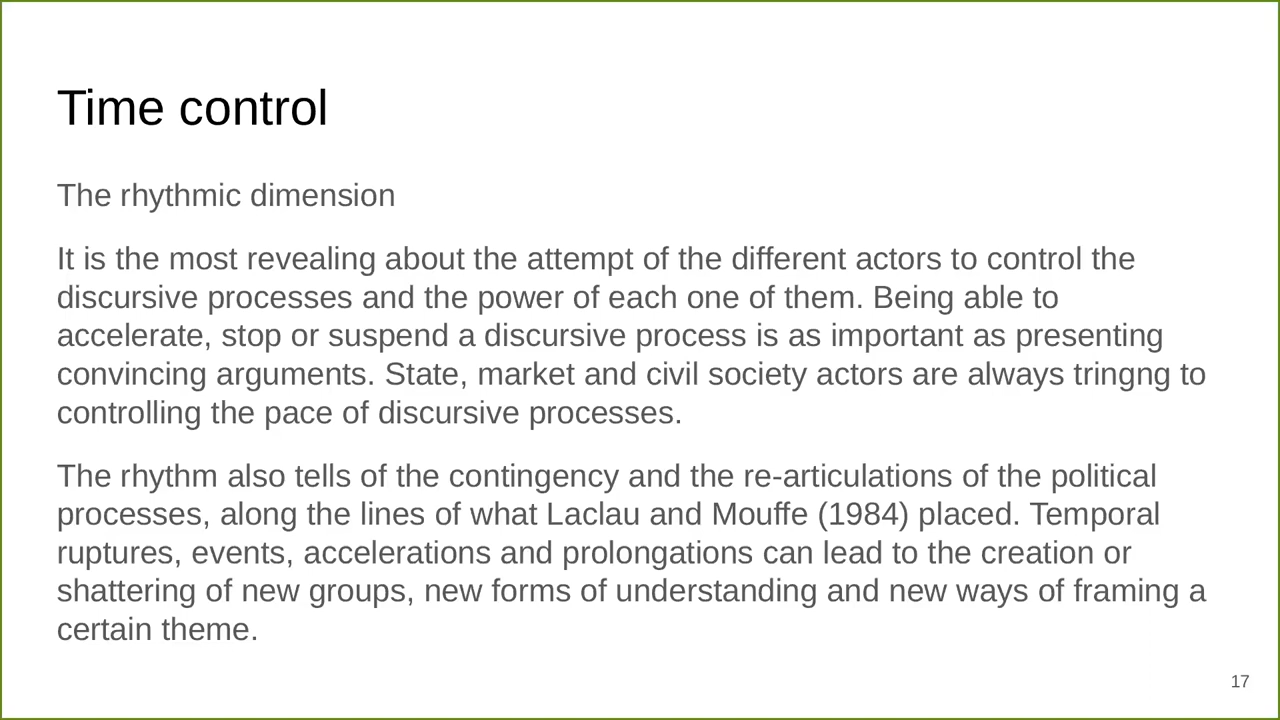 Time control
The rhythmic dimension
It is the most revealing about the attempt of the different actors to control the
discursive processes and the power of each one of them. Being able to
accelerate, stop or suspend a discursive process is as important as presenting
convincing arguments. State, market and civil society actors are always tringng to
controlling the pace of discursive processes.
The rhythm also tells of the contingency and the re-articulations of the political
processes, along the lines of what Laclau and Mouffe (1984) placed. Temporal
ruptures, events, accelerations and prolongations can lead to the creation or
shattering of new groups, new forms of understanding and new ways of framing a
certain theme.
17